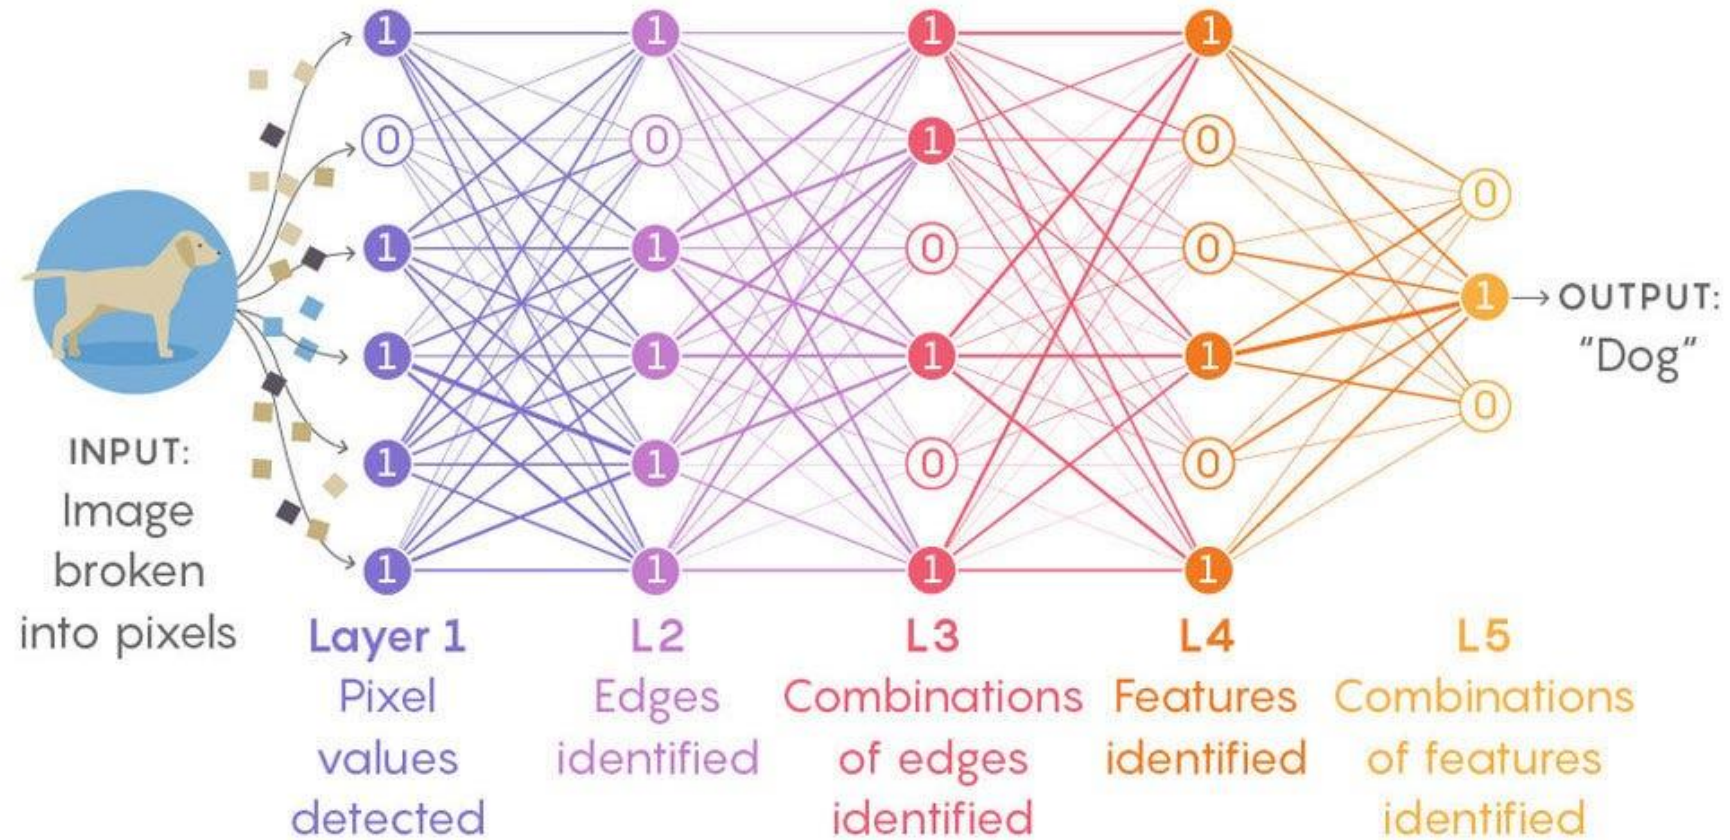 1 1 1 1
0 0 1 0
0
1 1 0 0
1 → OUTPUT:
1 1 1 1
“Dog”
0
INPUT:
1 1 0 0
Image
broken
1 1 1 1
into pixels
Layer 1
Pixel
values
detected
L2
Edges
identified
L3
Combinations
of edges
identified
L4
Features
identified
L5
Combinations
of features
identified